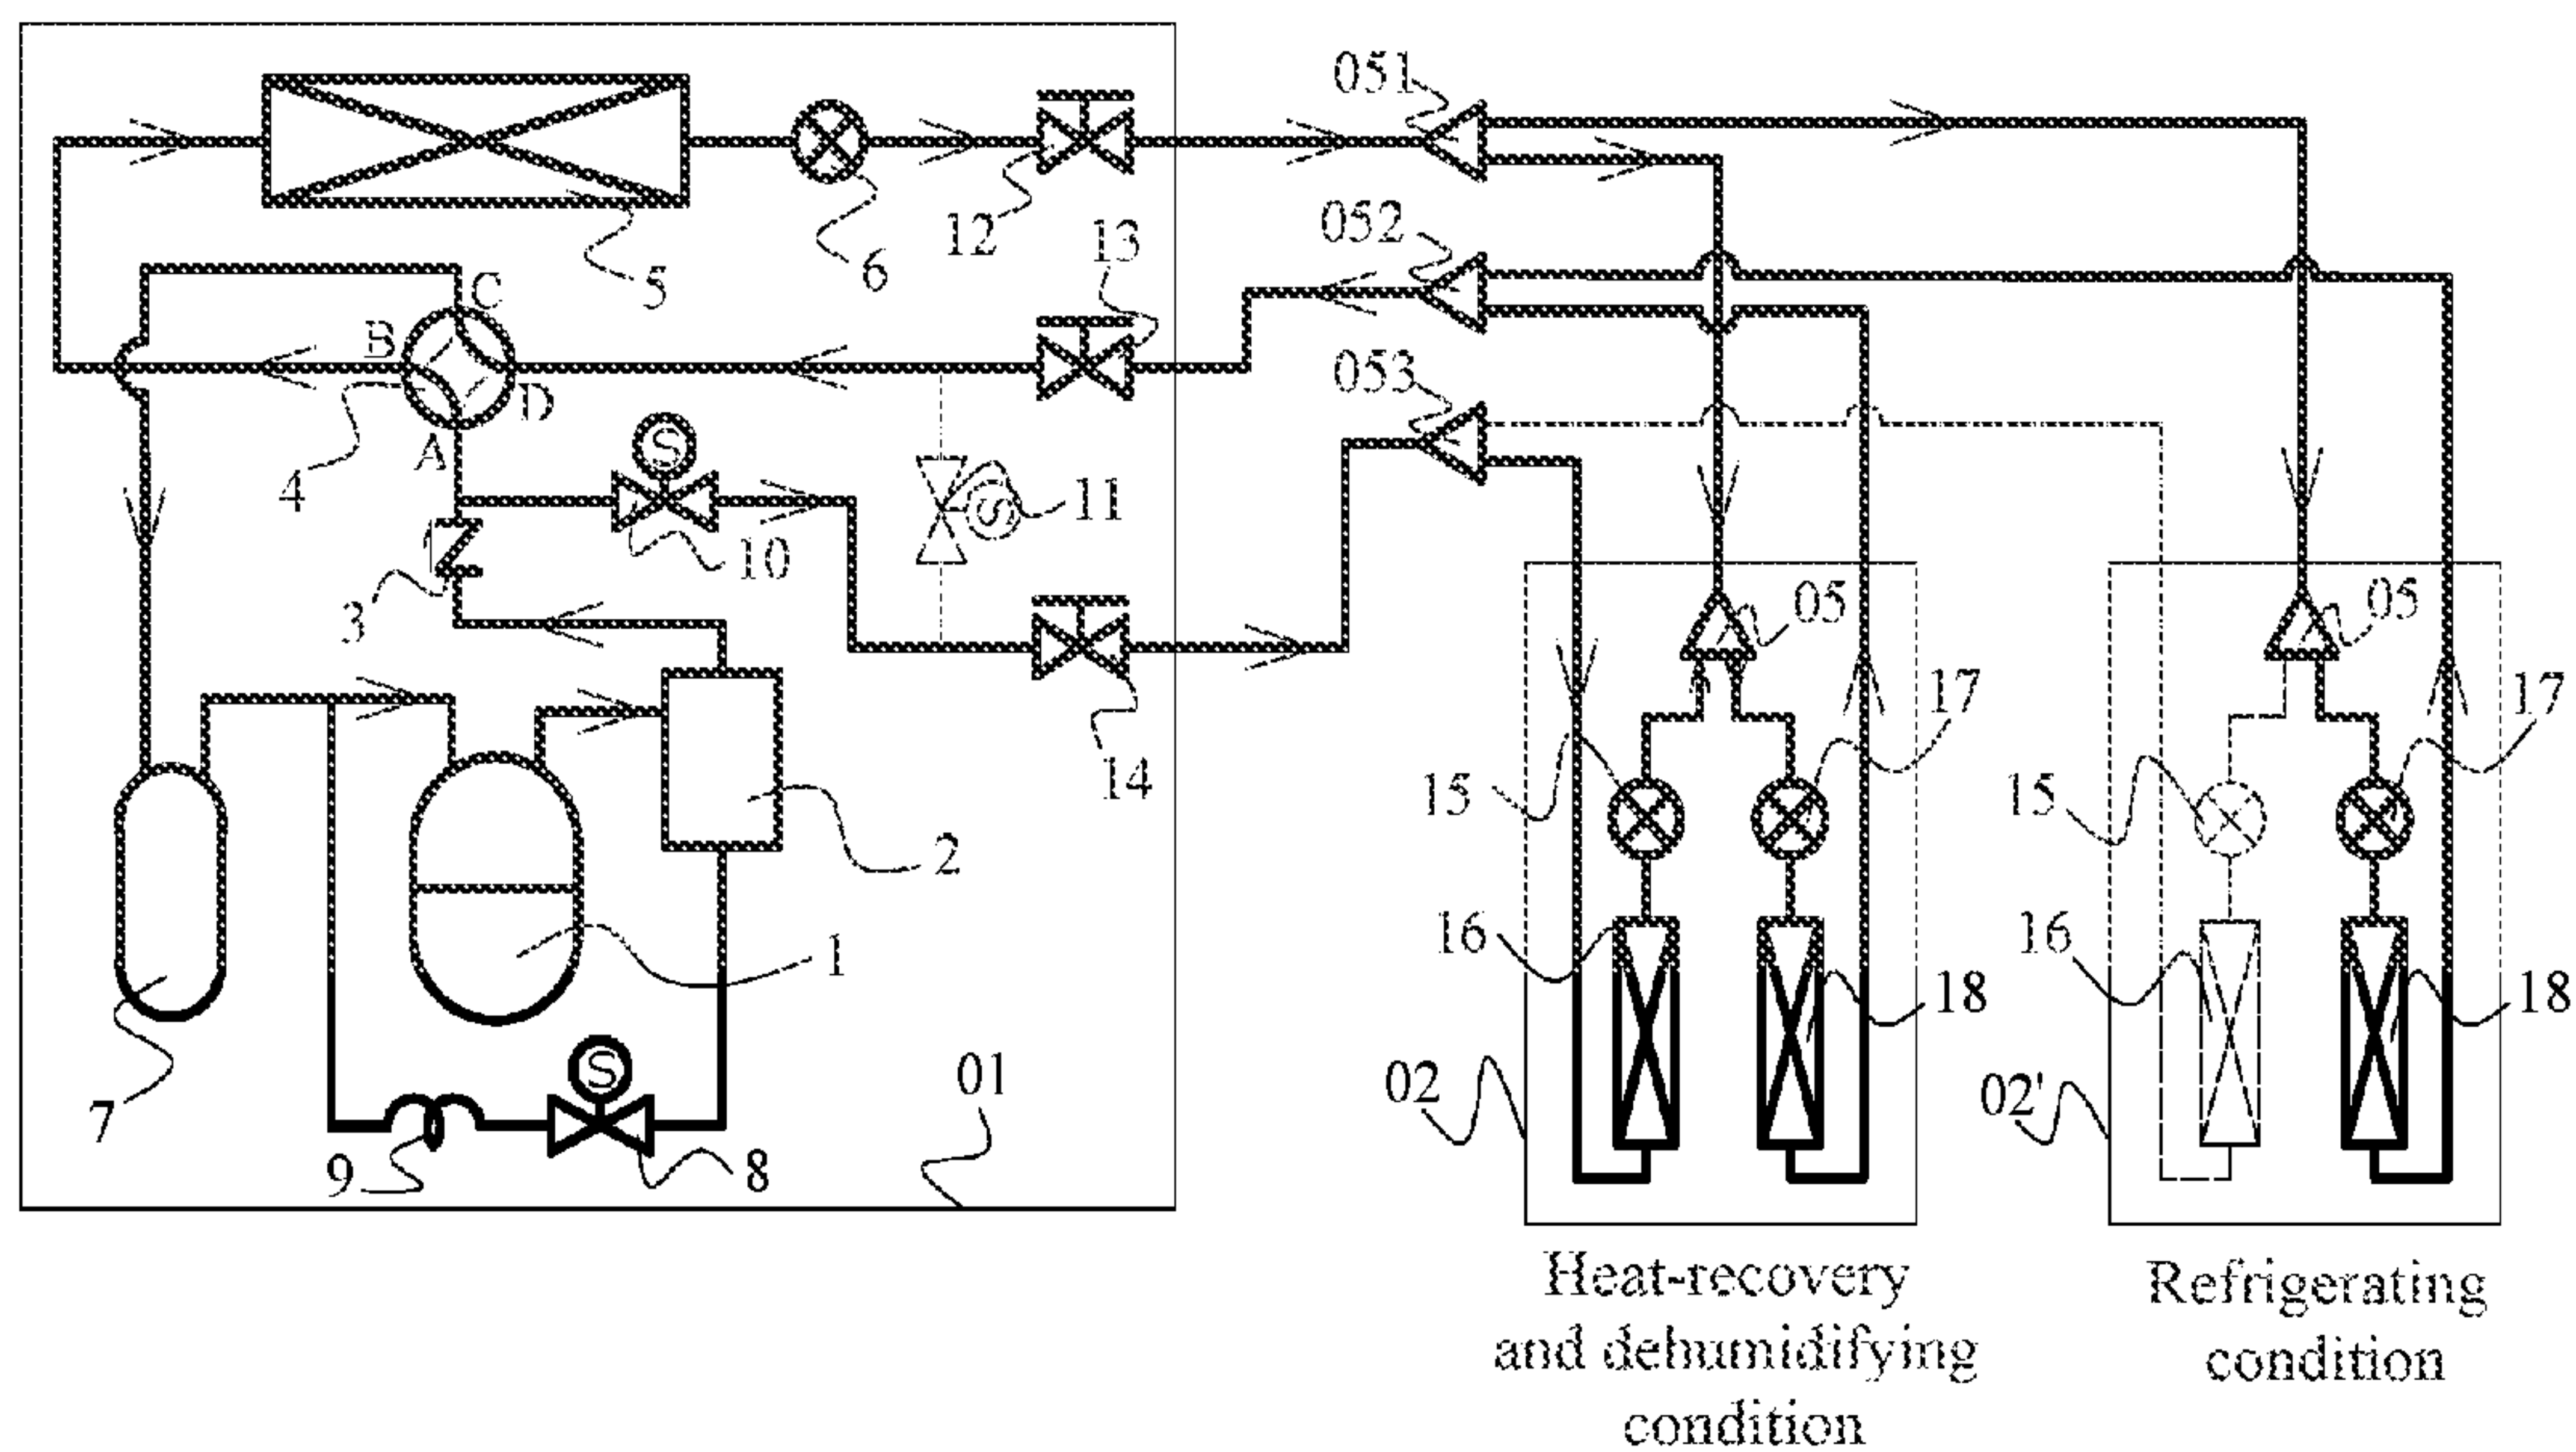 051
052
12
13
6
5
C
B
D
053
A
S
4
11
S
10
3
05
05
17
17
14
15
15
2
16
16
1
18
18
S
01
02
02'
7
9
8
Heat-recovery
and dehumidifying
condition
Refrigerating
condition